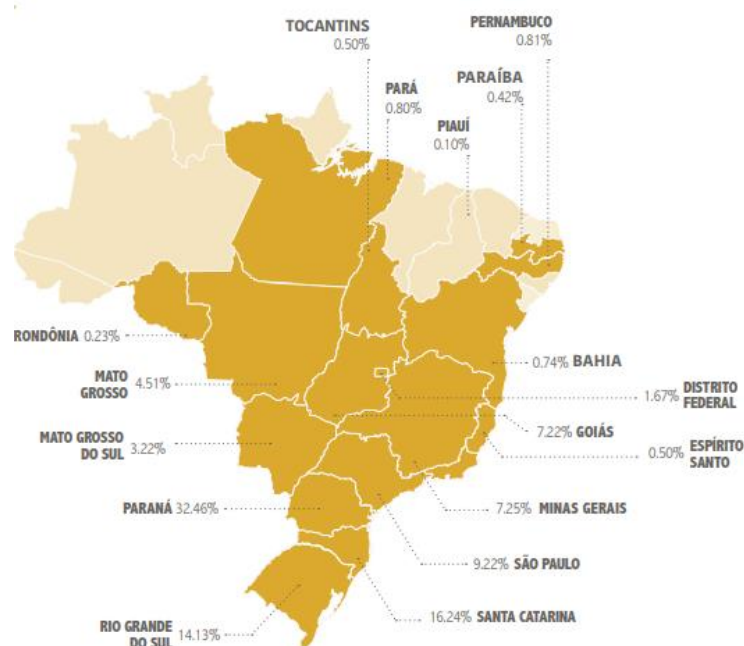 TOCANTINS
0.50%
PERNAMBUCO
0.81%
PARÁ
0.80%
PARAÍBA
0.42%
PIAUÍ
0.10%
RONDÔNIA 0.23%
MATO
GROSSO 4.51%
MATO GROSSO
DO SUL 3.22%
PARANÁ 32.46%
RIO GRANDE
DO SUL 14.13%
0.74% BAHIA
1.67% DISTRITO
FEDERAL
7.22% GOIÁS
0.50% ESPÍRITO
SANTO
7.25% MINAS GERAIS
9.22% SÃO PAULO
16.24% SANTA CATARINA